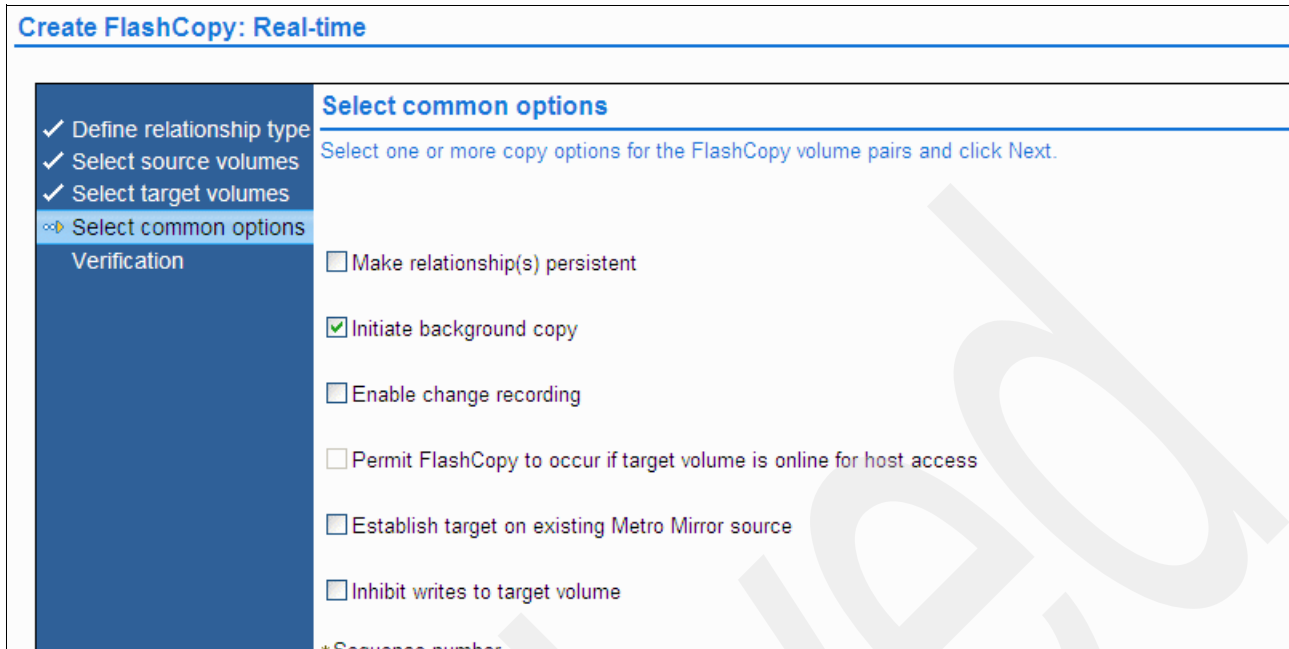 Create FlashCopy: Real-time
Define relationship type
Select source volumes
Select target volumes
Select common options
Verification
Select common options
Select one or more copy options for the FlashCopy volume pairs and click Next.
Make relationship(s) persistent
Initiate background copy
Enable change recording
Permit FlashCopy to occur if target volume is online for host access
Establish target on existing Metro Mirror source
Inhibit writes to target volume
*Sequence number